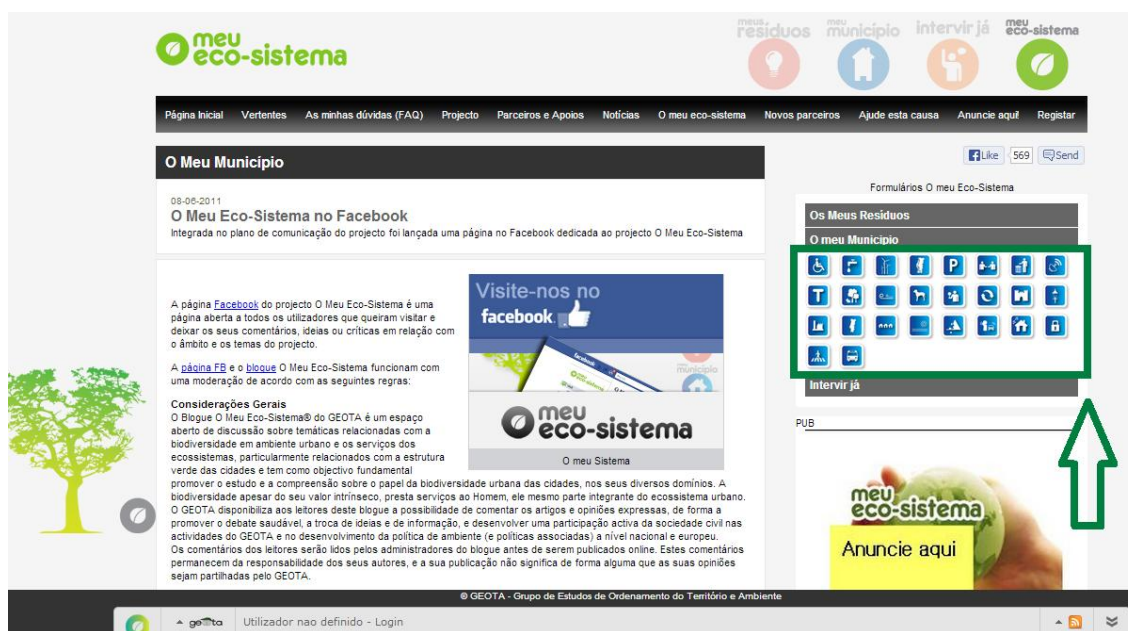 meu
eco-sistema
meus
resíduos
meu
município
intervir já
meu
eco-sistema
Página Inicial Vertentes As minhas dúvidas (FAQ) Projecto Parceiros e Apoios Notícias O meu eco-sistema Novos parceiros Ajude esta causa Anuncie aqui! Registar
O Meu Município
Like 569 Send
08-06-2011
O Meu Eco-Sistema no Facebook
Integrada no plano de comunicação do projecto foi lançada uma página no Facebook dedicada ao projecto O Meu Eco-Sistema
A página Facebook do projecto O Meu Eco-Sistema é uma
página aberta a todos os utilizadores que queiram visitar e
deixar os seus comentários, ideias ou críticas em relação com
o âmbito e os temas do projecto.
A página FB e o blogue O Meu Eco-Sistema funcionam com
uma moderação de acordo com as seguintes regras:
Considerações Gerais
O Blogue O Meu Eco-Sistema® do GEOTA é um espaço
aberto de discussão sobre temáticas relacionadas com a
biodiversidade em ambiente urbano e os serviços dos
ecossistemas, particularmente relacionados com a estrutura
verde das cidades e tem como objectivo fundamental
promover o estudo e a compreensão sobre o papel da biodiversidade urbana das cidades, nos seus diversos domínios. A
biodiversidade apesar do seu valor intrínseco, presta serviços ao Homem, ele mesmo parte integrante do ecossistema urbano.
O GEOTA disponibiliza aos leitores deste blogue a possibilidade de comentar os artigos e opiniões expressas, de forma a
promover o debate saudável, a troca de ideias e de informação, e desenvolver uma participação activa da sociedade civil nas
actividades do GEOTA e no desenvolvimento da política de ambiente (e políticas associadas) a nível nacional e europeu.
Os comentários dos leitores serão lidos pelos administradores do blogue antes de serem publicados online. Estes comentários
permanecem da responsabilidade dos seus autores, e a sua publicação não significa de forma alguma que as suas opiniões
sejam partilhadas pelo GEOTA.
Visite-nos no
facebook
município
meu
eco-sistema
O meu Sistema
Formulários O meu Eco-Sistema
Os Meus Resíduos
O meu Município
P
T
Intervir já
PUB
meu
eco-sistema
Anuncie aqui
© GEOTA - Grupo de Estudos de Ordenamento do Território e Ambiente
geota Utilizador nao definido - Login